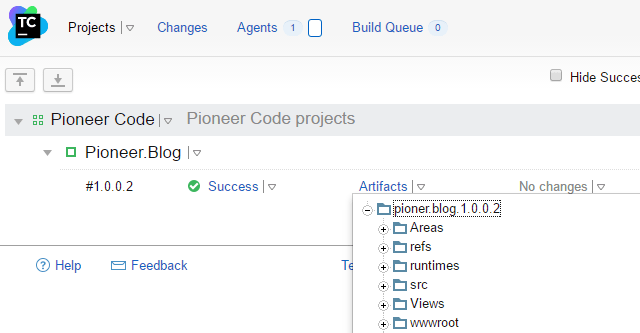 TC
Projects Changes Agents 1 Build Queue 0
Hide Succe
Pioneer Code Pioneer Code projects
Pioneer.Blog
#1.0.0.2 Success Artifacts No changes
pioner.blog.1.0.0.2
Areas
refs
runtimes
src
Views
wwwroot
Help Feedback Te